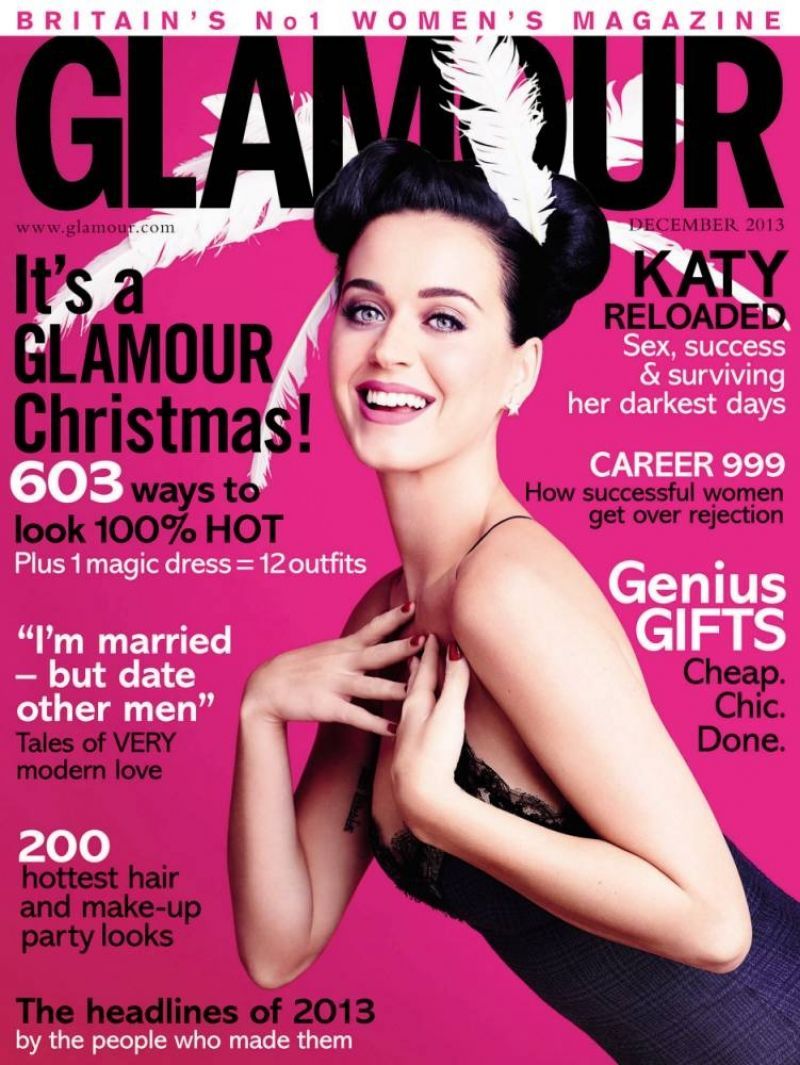 BRITAIN'S No1 WOMEN'S MAGAZINE
GLAMOUR
www.glamour.com
DECEMBER 2013
It's a
GLAMOUR
Christmas!
603 ways to
look 100% HOT
Plus 1 magic dress = 12 outfits
"I'm married
– but date
other men"
Tales of VERY
modern love
200
hottest hair
and make-up
party looks
The headlines of 2013
by the people who made them
KATY
RELOADED
Sex, success
& surviving
her darkest days
CAREER 999
How successful women
get over rejection
Genius
GIFTS
Cheap.
Chic.
Done.